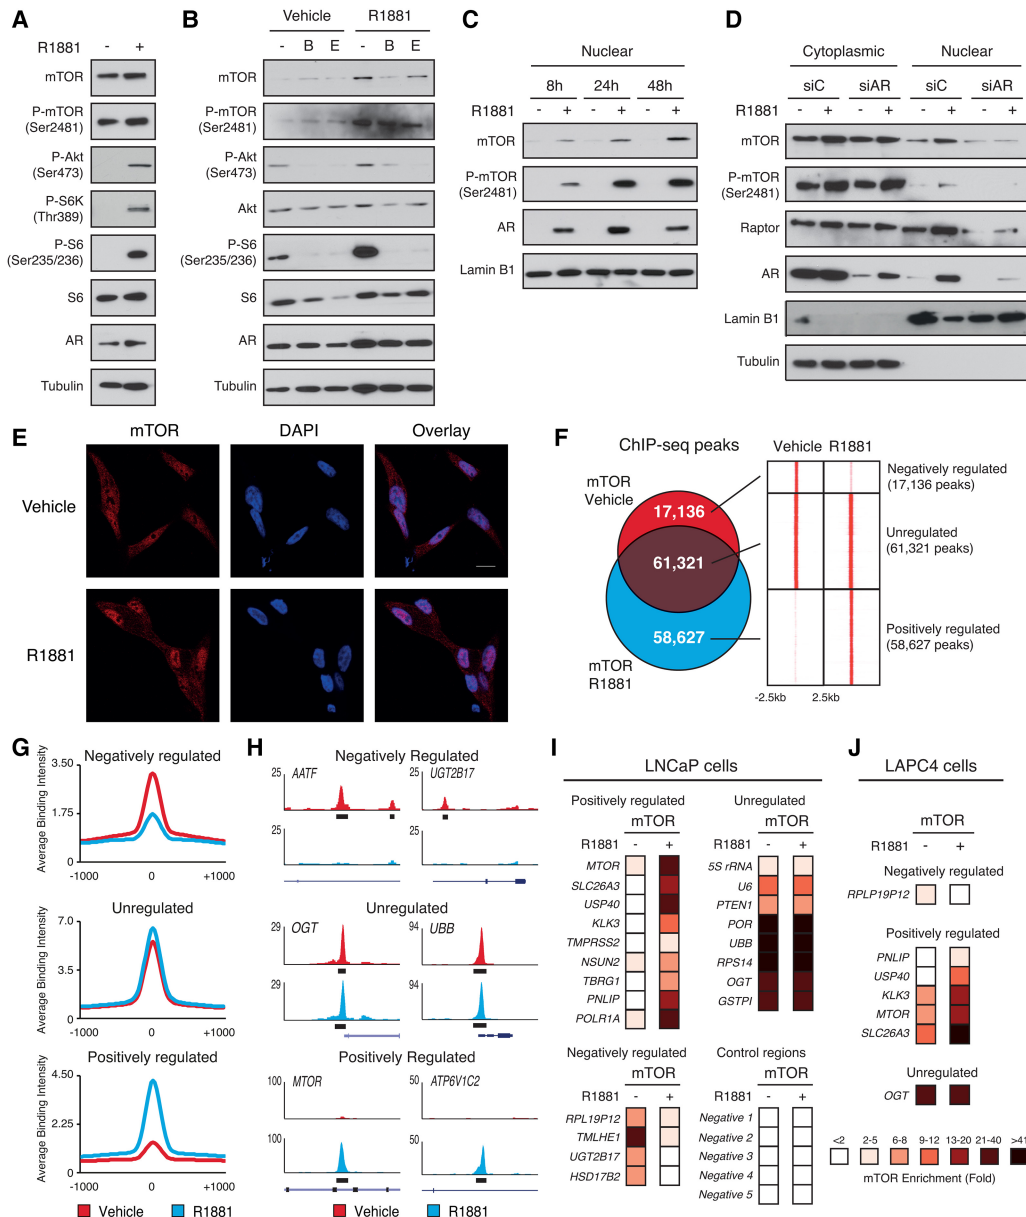 A
R1881
- +
mTOR
P-mTOR
(Ser2481)
P-Akt
(Ser473)
P-S6K
(Thr389)
P-S6
(Ser235/236)
S6
AR
Tubulin
B
Vehicle R1881
- B E - B E
mTOR
P-mTOR
(Ser2481)
P-Akt
(Ser473)
Akt
P-S6
(Ser235/236)
S6
AR
Tubulin
C
Nuclear
8h 24h 48h
R1881 - + - + - +
mTOR
P-mTOR
(Ser2481)
AR
Lamin B1
D
Cytoplasmic Nuclear
siC siAR siC siAR
R1881 - + - + - + - +
mTOR
P-mTOR
(Ser2481)
Raptor
AR
Lamin B1
Tubulin
E
mTOR DAPI Overlay
Vehicle
R1881
F
ChIP-seq peaks
mTOR
Vehicle
17,136
61,321
58,627
mTOR
R1881
Vehicle R1881
Negatively regulated
(17,136 peaks)
Unregulated
(61,321 peaks)
Positively regulated
(58,627 peaks)
-2.5kb 2.5kb
G
Negatively regulated
Average Binding Intensity
3.50
1.75
0
-1000 0 +1000
Unregulated
Average Binding Intensity
7.0
3.5
0
-1000 0 +1000
Positively regulated
Average Binding Intensity
4.50
2.25
0
-1000 0 +1000
Vehicle R1881
H
Negatively Regulated
25 AATF 25 UGT2B17
25 25
Unregulated
29 OGT 94 UBB
29 94
Positively Regulated
100 MTOR 50 ATP6V1C2
100 50
Vehicle R1881
I
LNCaP cells
Positively regulated
mTOR
R1881 - +
MTOR
SLC26A3
USP40
KLK3
TMPRSS2
NSUN2
TBRG1
PNLIP
POLR1A
Unregulated
mTOR
R1881 - +
5S rRNA
U6
PTEN1
POR
UBB
RPS14
OGT
GSTPI
Negatively regulated
mTOR
R1881 - +
RPL19P12
TMLHE1
UGT2B17
HSD17B2
Control regions
mTOR
R1881 - +
Negative 1
Negative 2
Negative 3
Negative 4
Negative 5
J
LAPC4 cells
mTOR
R1881 - +
Negatively regulated
RPLP19P12
Positively regulated
PNLIP
USP40
KLK3
MTOR
SLC26A3
Unregulated
OGT
<2 2-5 6-8 9-12 13-20 21-40 >41
mTOR Enrichment (Fold)